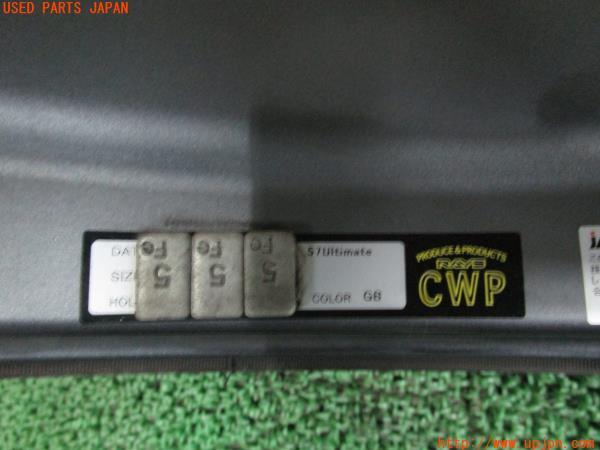 USED PARTS JAPAN
DAT
S7Ultimate
SIZE
HOL
COLOR GB
Fe
5
Fe
5
Fe
5
PRODUCE & PRODUCTS
RAYS
CWP
JA
http://www.upjpn.com